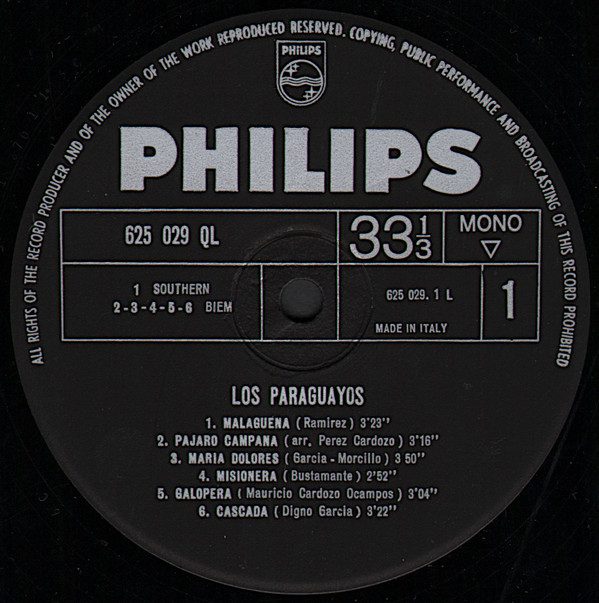 ALL RIGHTS OF THE RECORD PRODUCER AND OF THE OWNER OF THE WORK REPRODUCED RESERVED. COPYING, PUBLIC PERFORMANCE AND BROADCASTING OF THIS RECORD PROHIBITED
PHILIPS
PHILIPS
625 029 QL
33 1/3
MONO
▽
1 SOUTHERN
2-3-4-5-6 BIEM
625 029. 1 L
MADE IN ITALY
1
LOS PARAGUAYOS
1. MALAGUENA ( Ramirez ) 3'23"
2. PAJARO CAMPANA ( arr. Perez Cardozo ) 3'16"
3. MARIA DOLORES ( Garcia - Morcillo ) 3 50"
4. MISIONERA ( Bustamante ) 2'52"
5. GALOPERA ( Mauricio Cardozo Ocampos ) 3'04"
6. CASCADA ( Digno Garcia ) 3'22"